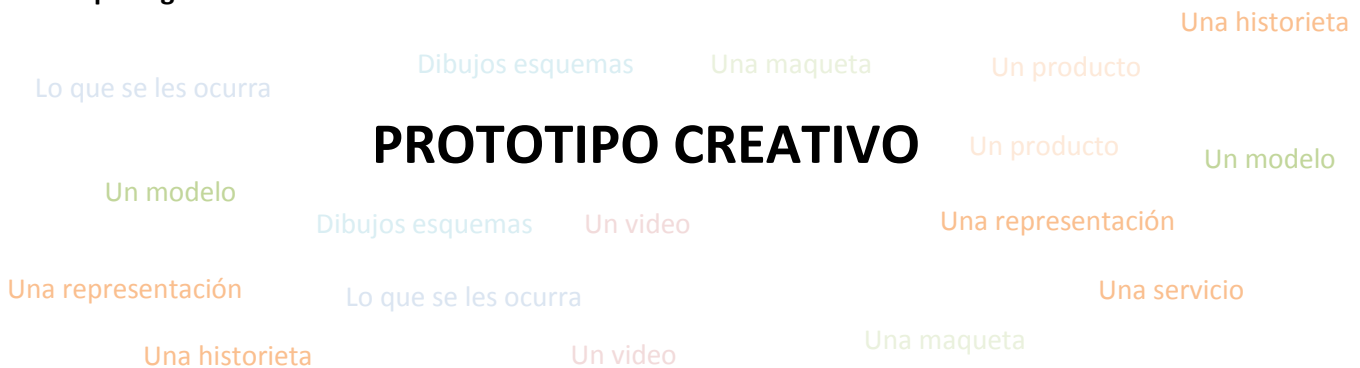 Una historieta
Dibujos esquemas
Una maqueta
Un producto
Lo que se les ocurra
PROTOTIPO CREATIVO
Un producto
Un modelo
Un modelo
Dibujos esquemas
Un video
Una representación
Una representación
Lo que se les ocurra
Una servicio
Una historieta
Un video
Una maqueta